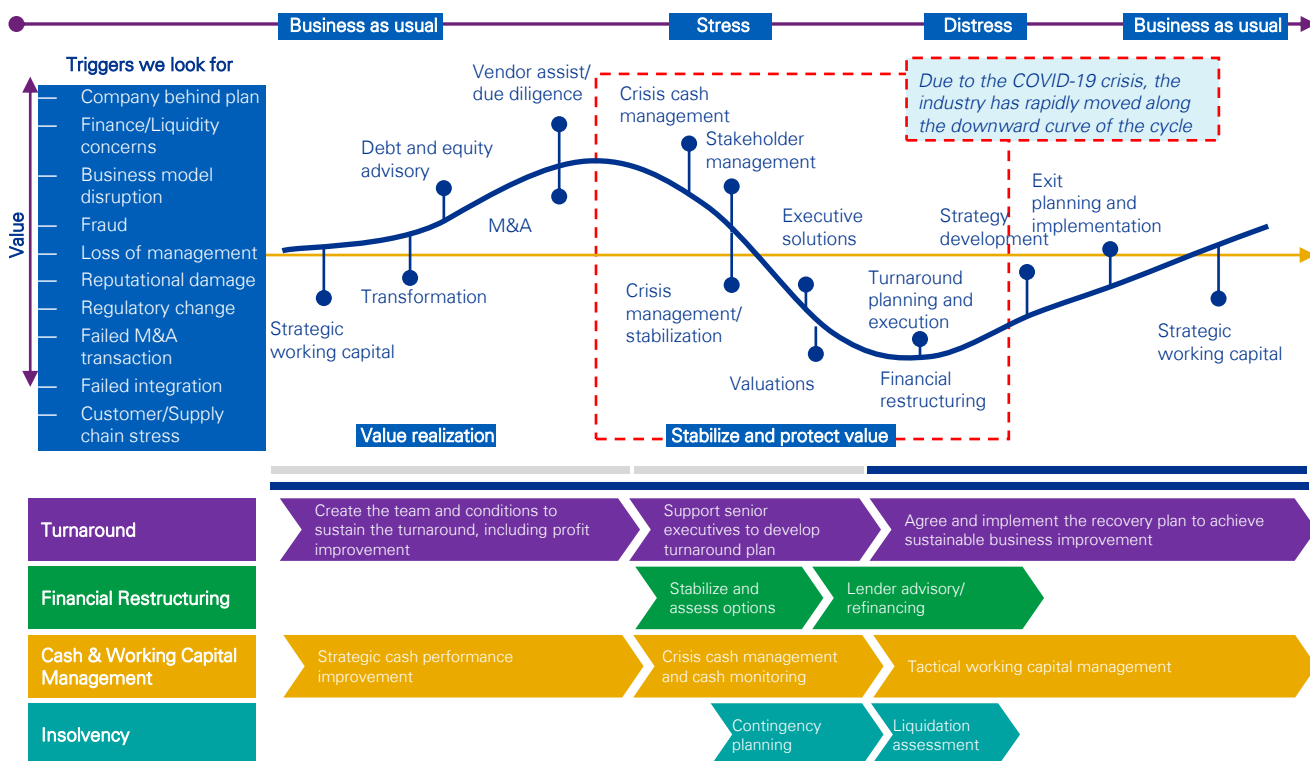 Business as usual
Stress
Distress
Business as usual
Triggers we look for
Value
Company behind plan
Finance/Liquidity
concerns
Business model
disruption
Fraud
Loss of management
Reputational damage
Regulatory change
Failed M&A
transaction
Failed integration
Customer/Supply
chain stress
Vendor assist/
due diligence
Debt and equity
advisory
M&A
Transformation
Strategic
working capital
Crisis cash
management
Stakeholder
management
Due to the COVID-19 crisis, the
industry has rapidly moved along
the downward curve of the cycle
Executive
solutions
Crisis
management/
stabilization
Valuations
Turnaround
planning and
execution
Financial
restructuring
Strategy
development
Exit
planning and
implementation
Strategic
working capital
Value realization
Stabilize and protect value
Turnaround
Create the team and conditions to
sustain the turnaround, including profit
improvement
Support senior
executives to develop
turnaround plan
Agree and implement the recovery plan to achieve
sustainable business improvement
Financial Restructuring
Stabilize and
assess options
Lender advisory/
refinancing
Cash & Working Capital
Management
Strategic cash performance
improvement
Crisis cash management
and cash monitoring
Tactical working capital management
Insolvency
Contingency
planning
Liquidation
assessment